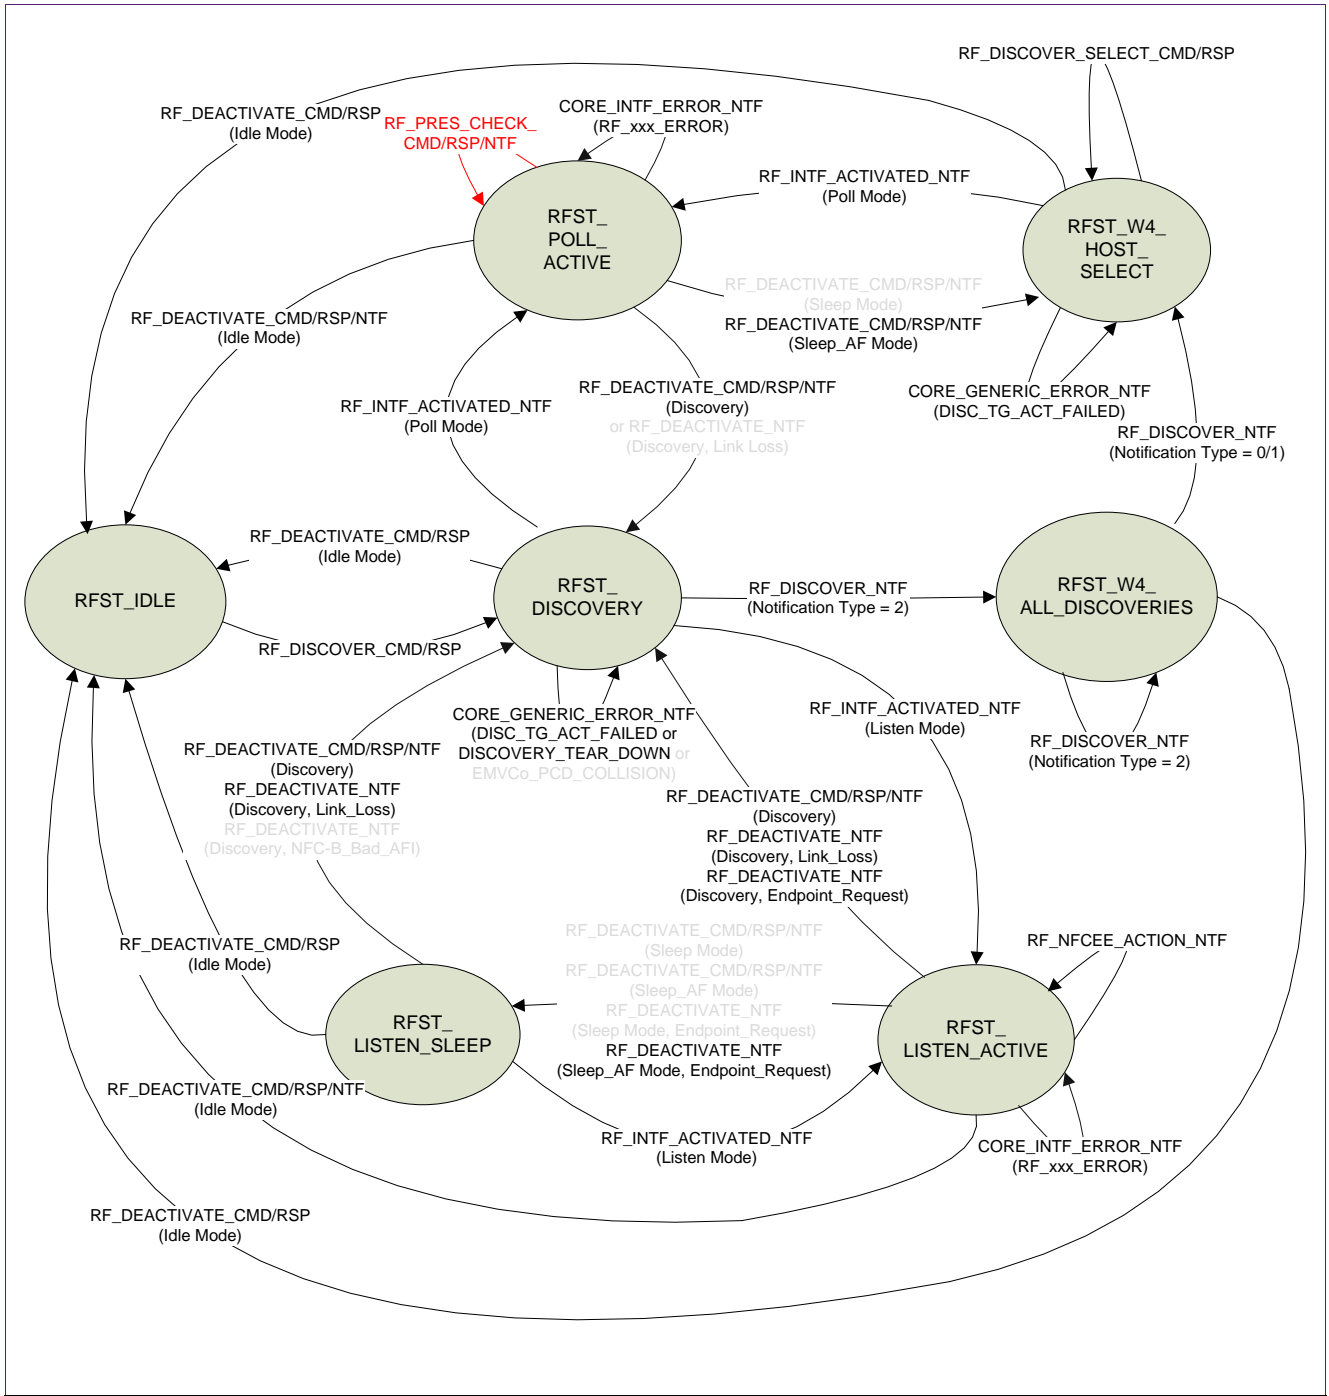 RF_DISCOVER_SELECT_CMD/RSP
RF_DEACTIVATE_CMD/RSP
(Idle Mode)
RF_PRES_CHECK_
CMD/RSP/NTF
CORE_INTF_ERROR_NTF
(RF_xxx_ERROR)
RF_INTF_ACTIVATED_NTF
(Poll Mode)
RFST_
POLL_
ACTIVE
RFST_W4_
HOST_
SELECT
RF_DEACTIVATE_CMD/RSP/NTF
(Sleep Mode)
RF_DEACTIVATE_CMD/RSP/NTF
(Sleep_AF Mode)
RF_DEACTIVATE_CMD/RSP/NTF
(Idle Mode)
RF_INTF_ACTIVATED_NTF
(Poll Mode)
RF_DEACTIVATE_CMD/RSP/NTF
(Discovery)
or RF_DEACTIVATE_NTF
(Discovery, Link Loss)
CORE_GENERIC_ERROR_NTF
(DISC_TG_ACT_FAILED)
RF_DISCOVER_NTF
(Notification Type = 0/1)
RF_DEACTIVATE_CMD/RSP
(Idle Mode)
RFST_IDLE
RFST_
DISCOVERY
RF_DISCOVER_NTF
(Notification Type = 2)
RFST_W4_
ALL_DISCOVERIES
RF_DISCOVER_CMD/RSP
CORE_GENERIC_ERROR_NTF
(DISC_TG_ACT_FAILED or
DISCOVERY_TEAR_DOWN or
EMVCo_PCD_COLLISION)
RF_INTF_ACTIVATED_NTF
(Listen Mode)
RF_DISCOVER_NTF
(Notification Type = 2)
RF_DEACTIVATE_CMD/RSP/NTF
(Discovery)
RF_DEACTIVATE_NTF
(Discovery, Link_Loss)
RF_DEACTIVATE_NTF
(Discovery, NFC-B_Bad_AFI)
RF_DEACTIVATE_CMD/RSP/NTF
(Discovery)
RF_DEACTIVATE_NTF
(Discovery, Link_Loss)
RF_DEACTIVATE_NTF
(Discovery, Endpoint_Request)
RF_DEACTIVATE_CMD/RSP
(Idle Mode)
RF_DEACTIVATE_CMD/RSP/NTF
(Sleep Mode)
RF_DEACTIVATE_CMD/RSP/NTF
(Sleep_AF Mode)
RF_DEACTIVATE_NTF
(Sleep Mode, Endpoint_Request)
RF_DEACTIVATE_NTF
(Sleep_AF Mode, Endpoint_Request)
RF_NFCEE_ACTION_NTF
RFST_
LISTEN_SLEEP
RFST_
LISTEN_ACTIVE
RF_DEACTIVATE_CMD/RSP/NTF
(Idle Mode)
RF_INTF_ACTIVATED_NTF
(Listen Mode)
CORE_INTF_ERROR_NTF
(RF_xxx_ERROR)
RF_DEACTIVATE_CMD/RSP
(Idle Mode)